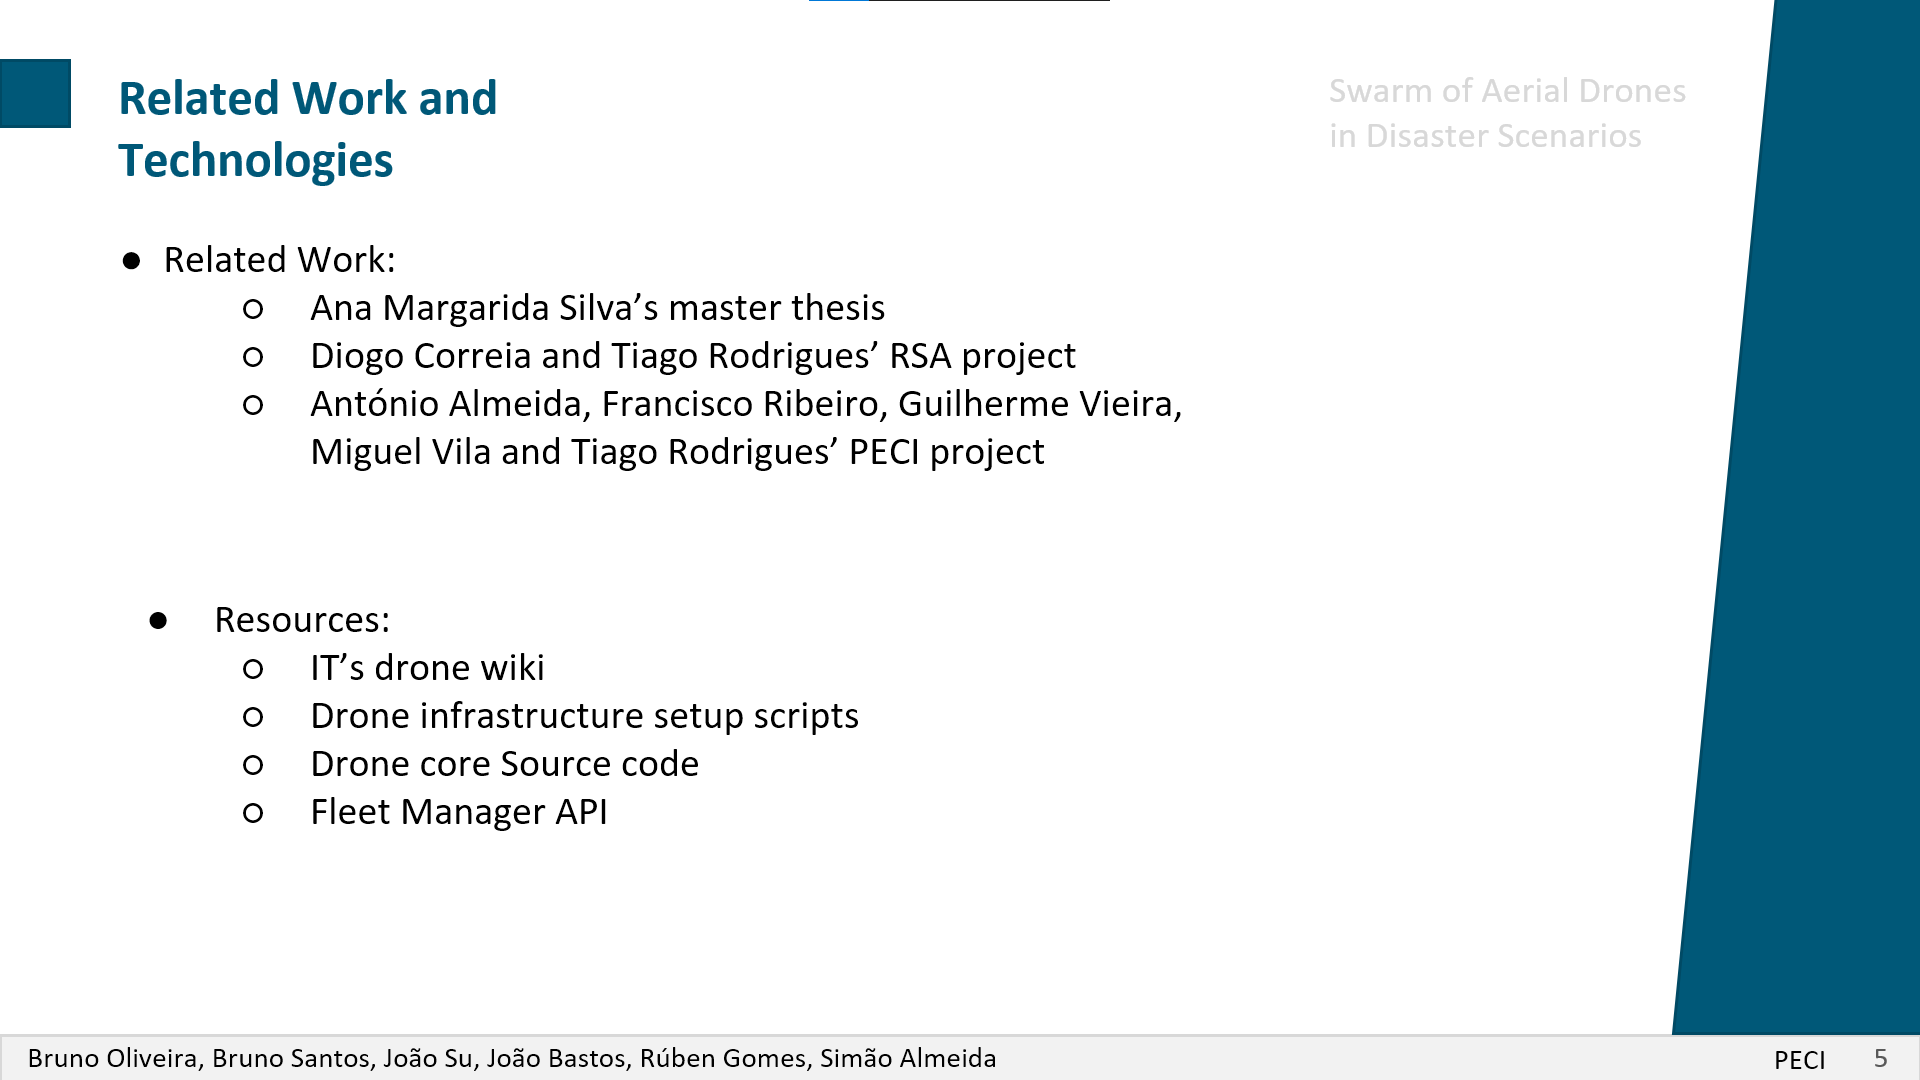 Related Work and
Technologies
Swarm of Aerial Drones
in Disaster Scenarios
● Related Work:
○ Ana Margarida Silva’s master thesis
○ Diogo Correia and Tiago Rodrigues’ RSA project
○ António Almeida, Francisco Ribeiro, Guilherme Vieira,
Miguel Vila and Tiago Rodrigues’ PECI project
● Resources:
○ IT’s drone wiki
○ Drone infrastructure setup scripts
○ Drone core Source code
○ Fleet Manager API
Bruno Oliveira, Bruno Santos, João Su, João Bastos, Rúben Gomes, Simão Almeida
PECI 5